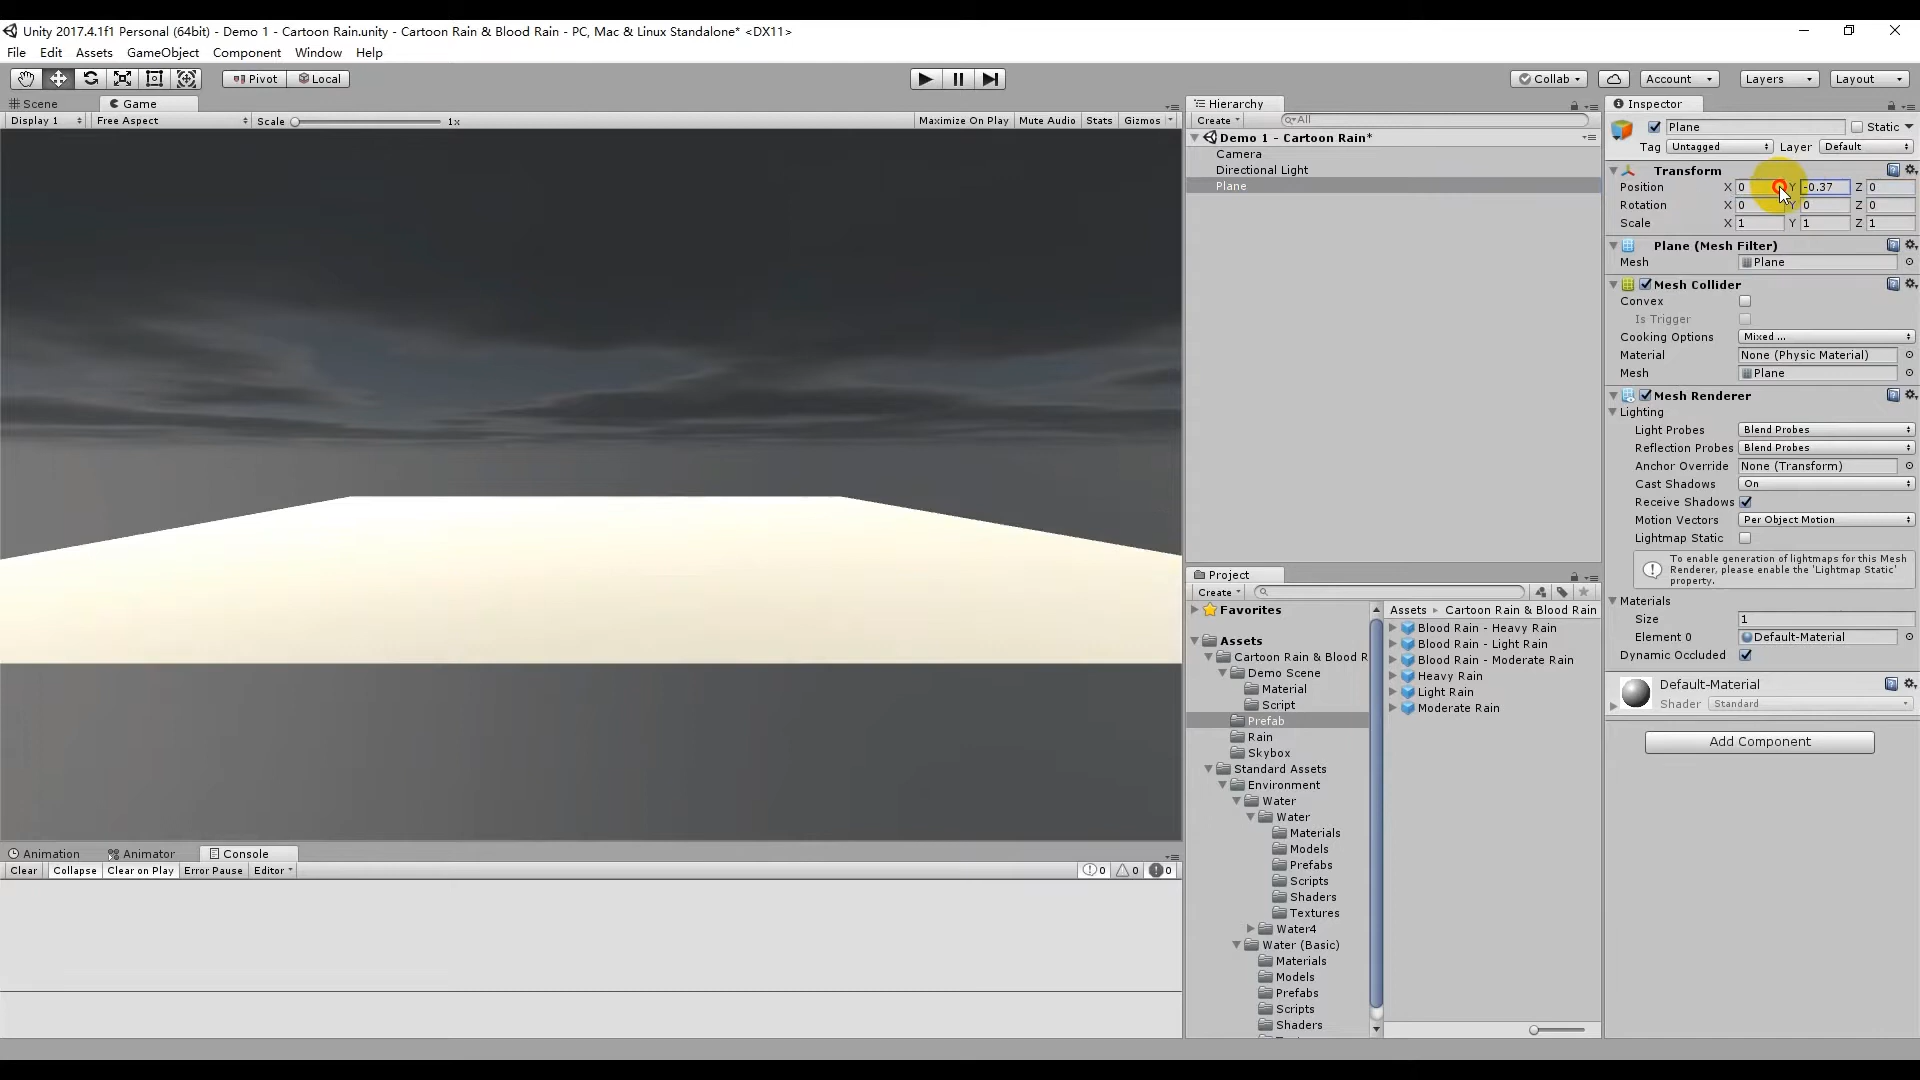 Unity 2017.4.1f1 Personal (64bit) - Demo 1 - Cartoon Rain.unity - Cartoon Rain & Blood Rain - PC, Mac & Linux Standalone* <DX11>
File Edit Assets GameObject Component Window Help
Pivot Local Collab Account Layers Layout
Scene Game
Display 1 Free Aspect Scale 1x Maximize On Play Mute Audio Stats Gizmos
Hierarchy
Create All
Demo 1 - Cartoon Rain*
Camera
Directional Light
Plane
Inspector
Plane Static
Tag Untagged Layer Default
Transform
Position X 0 Y -0.37 Z 0
Rotation X 0 Y 0 Z 0
Scale X 1 Y 1 Z 1
Plane (Mesh Filter)
Mesh Plane
Mesh Collider
Convex
Is Trigger
Cooking Options Mixed ...
Material None (Physic Material)
Mesh Plane
Mesh Renderer
Lighting
Light Probes Blend Probes
Reflection Probes Blend Probes
Anchor Override None (Transform)
Cast Shadows On
Receive Shadows
Motion Vectors Per Object Motion
Lightmap Static
To enable generation of lightmaps for this Mesh
Renderer, please enable the 'Lightmap Static'
property.
Materials
Size 1
Element 0 Default-Material
Dynamic Occluded
Default-Material
Shader Standard
Add Component
Project
Create
Favorites
Assets
Cartoon Rain & Blood R
Demo Scene
Material
Script
Prefab
Rain
Skybox
Standard Assets
Environment
Water
Water
Materials
Models
Prefabs
Scripts
Shaders
Textures
Water4
Water (Basic)
Materials
Models
Prefabs
Scripts
Shaders
Assets Cartoon Rain & Blood Rain
Blood Rain - Heavy Rain
Blood Rain - Light Rain
Blood Rain - Moderate Rain
Heavy Rain
Light Rain
Moderate Rain
Animation Animator Console
Clear Collapse Clear on Play Error Pause Editor 0 0 0